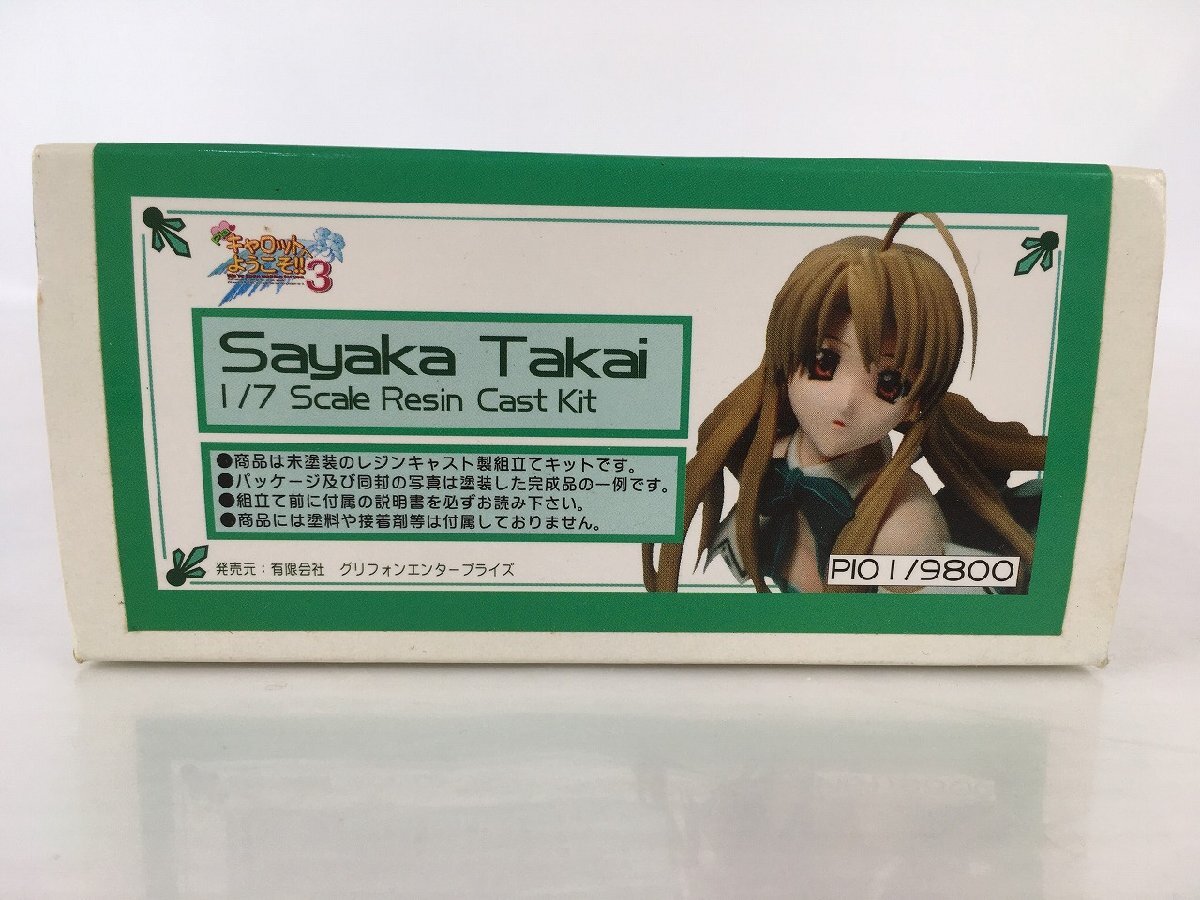 キャロットへ
ようこそ!!
3
Sayaka Takai
1/7 Scale Resin Cast Kit
●商品は未塗装のレジンキャスト製組立てキットです。
●パッケージ及び同封の写真は塗装した完成品の一例です。
●組立て前に付属の説明書を必ずお読み下さい。
●商品には塗料や接着剤等は付属しておりません。
発売元：有限会社 グリフォンエンタープライズ
PI01/9800